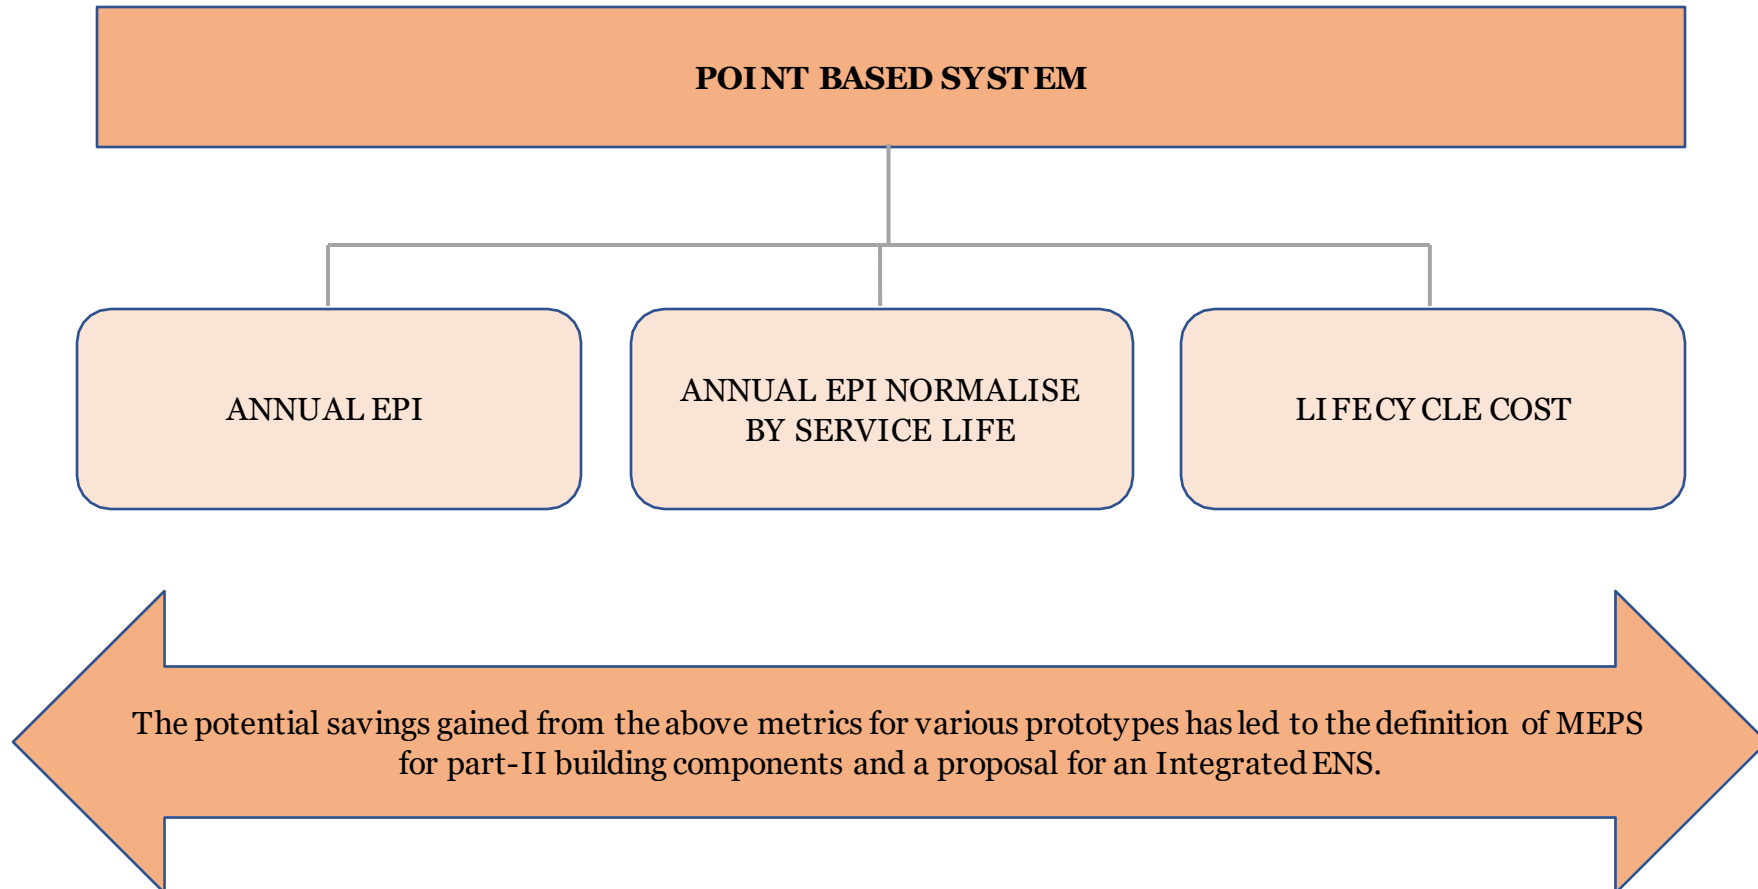 POINT BASED SYSTEM
ANNUAL EPI
ANNUAL EPI NORMALISE
BY SERVICE LIFE
LIFECYCLE COST
The potential savings gained from the above metrics for various prototypes has led to the definition of MEPS
for part-II building components and a proposal for an Integrated ENS.